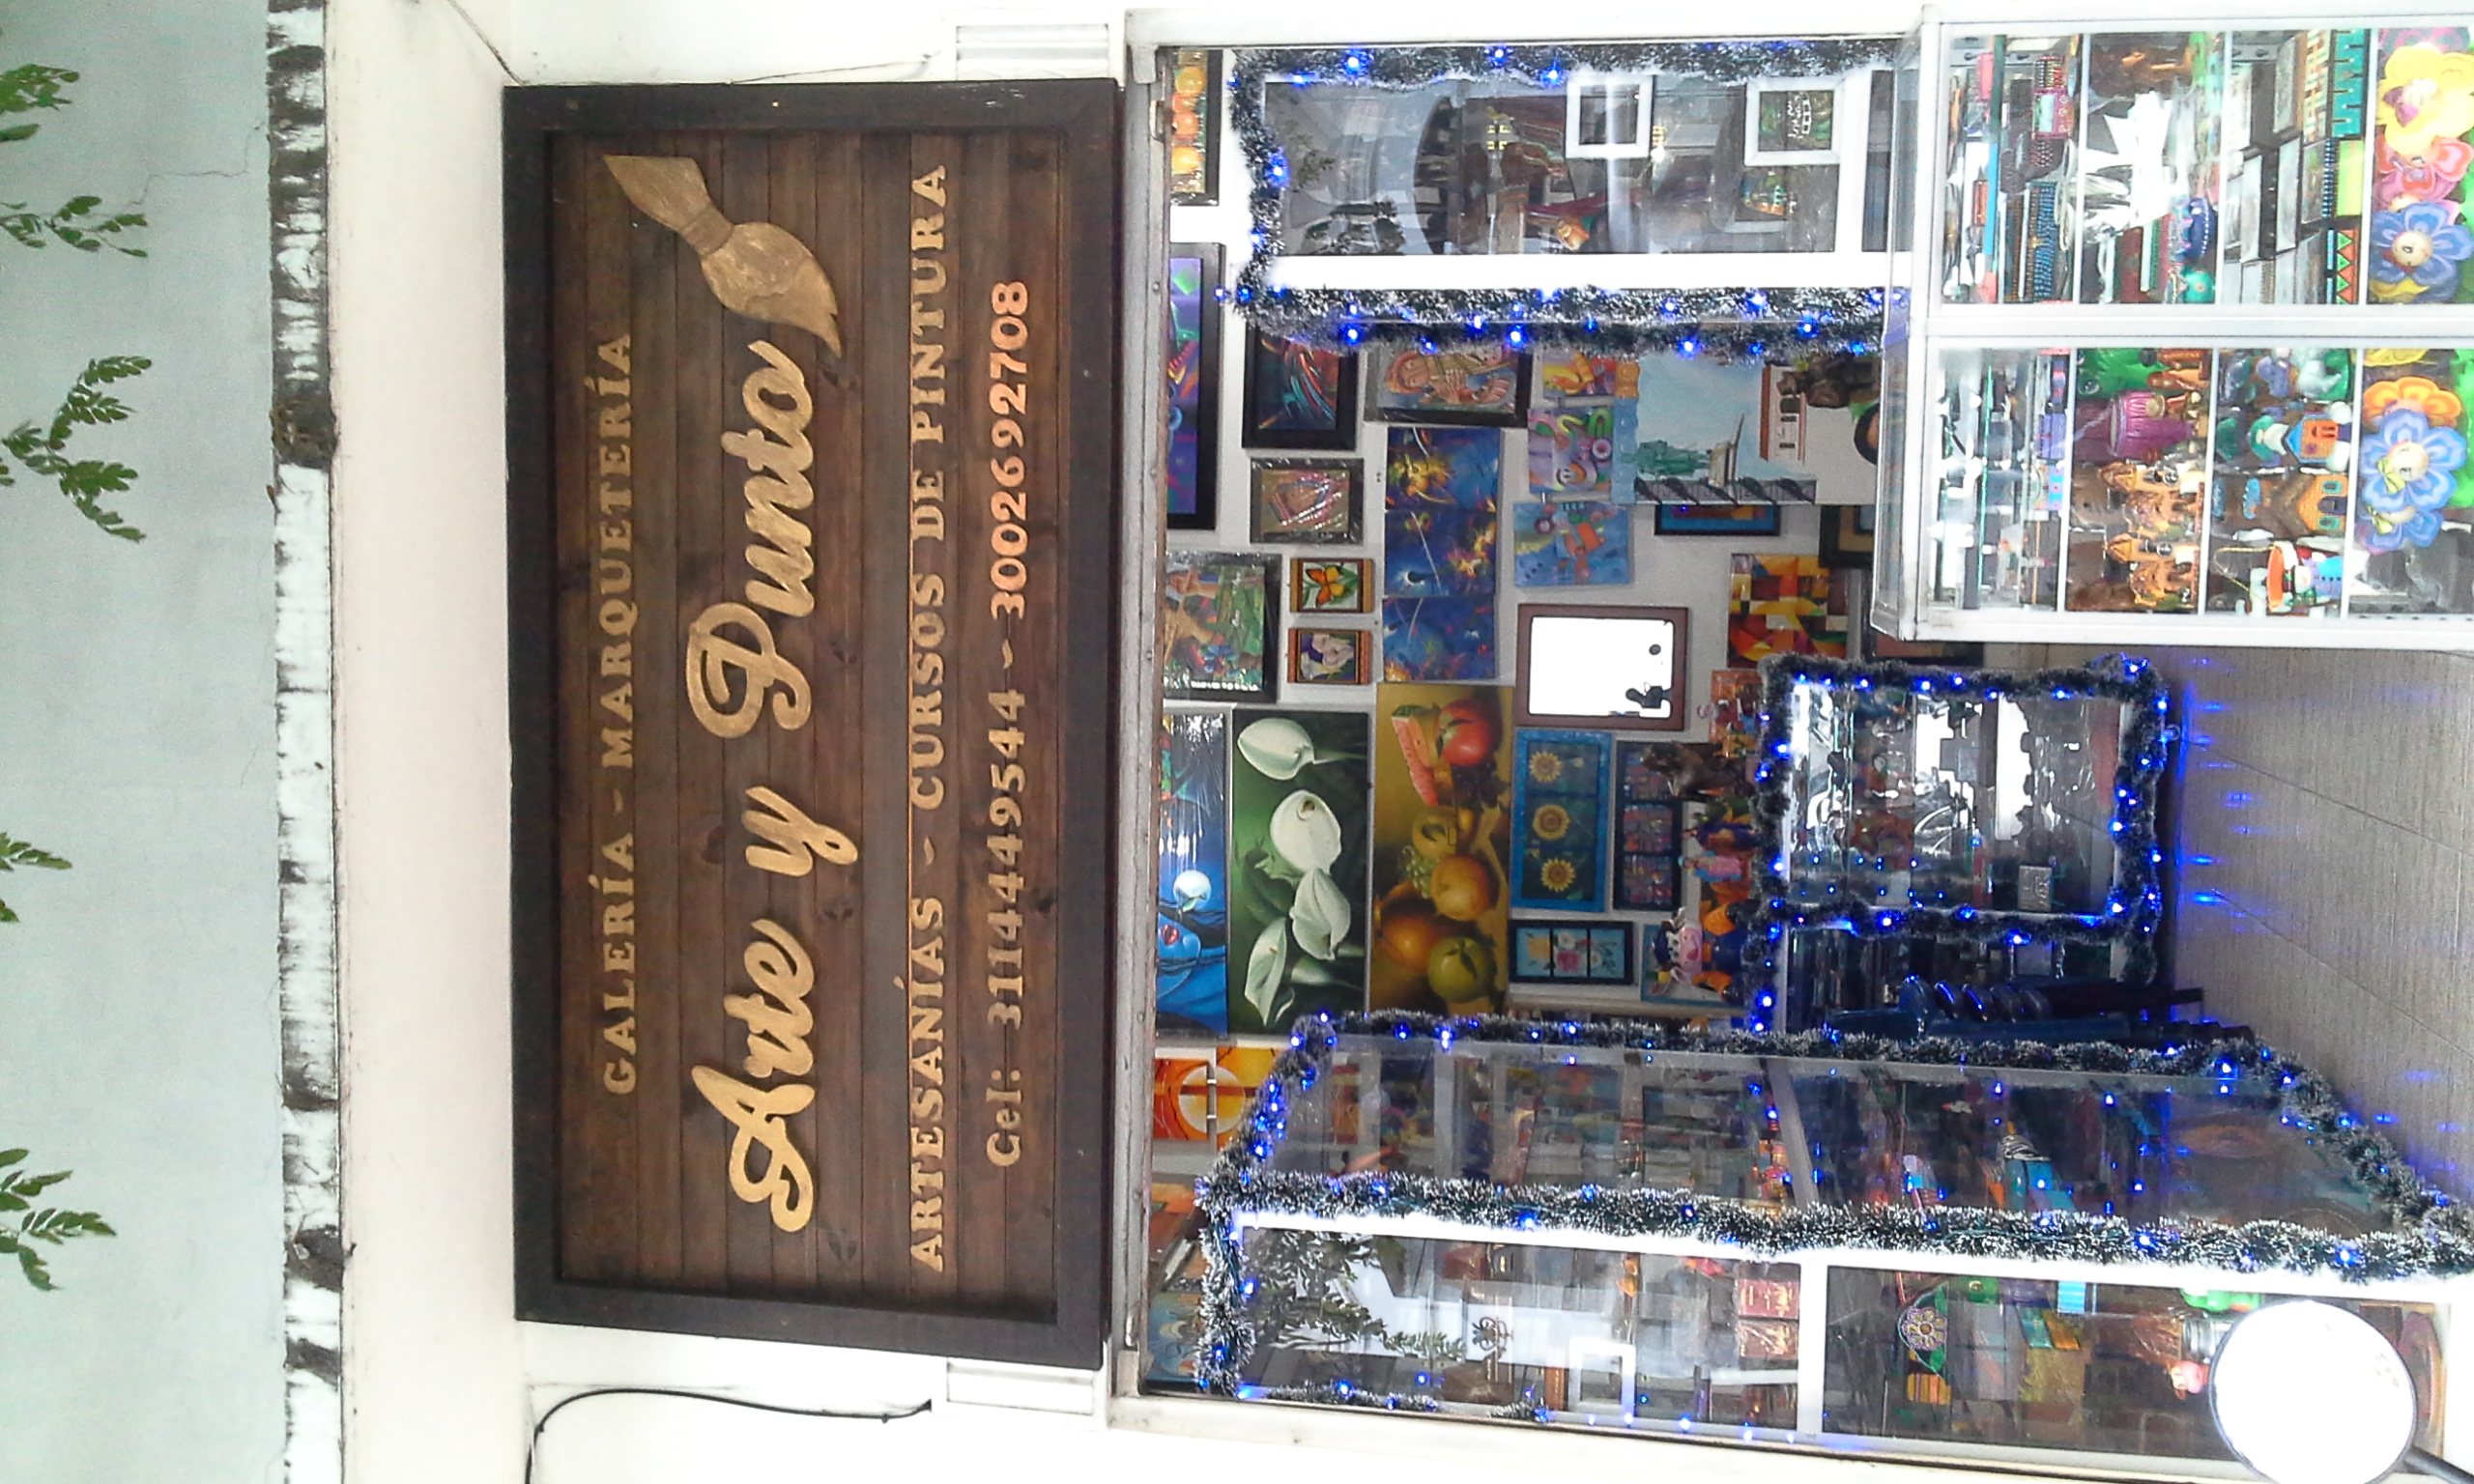 GALERÍA - MARQUETERÍA
Arte y Punto
ARTESANÍAS - CURSOS DE PINTURA
Cel: 3114449544 - 3002692708